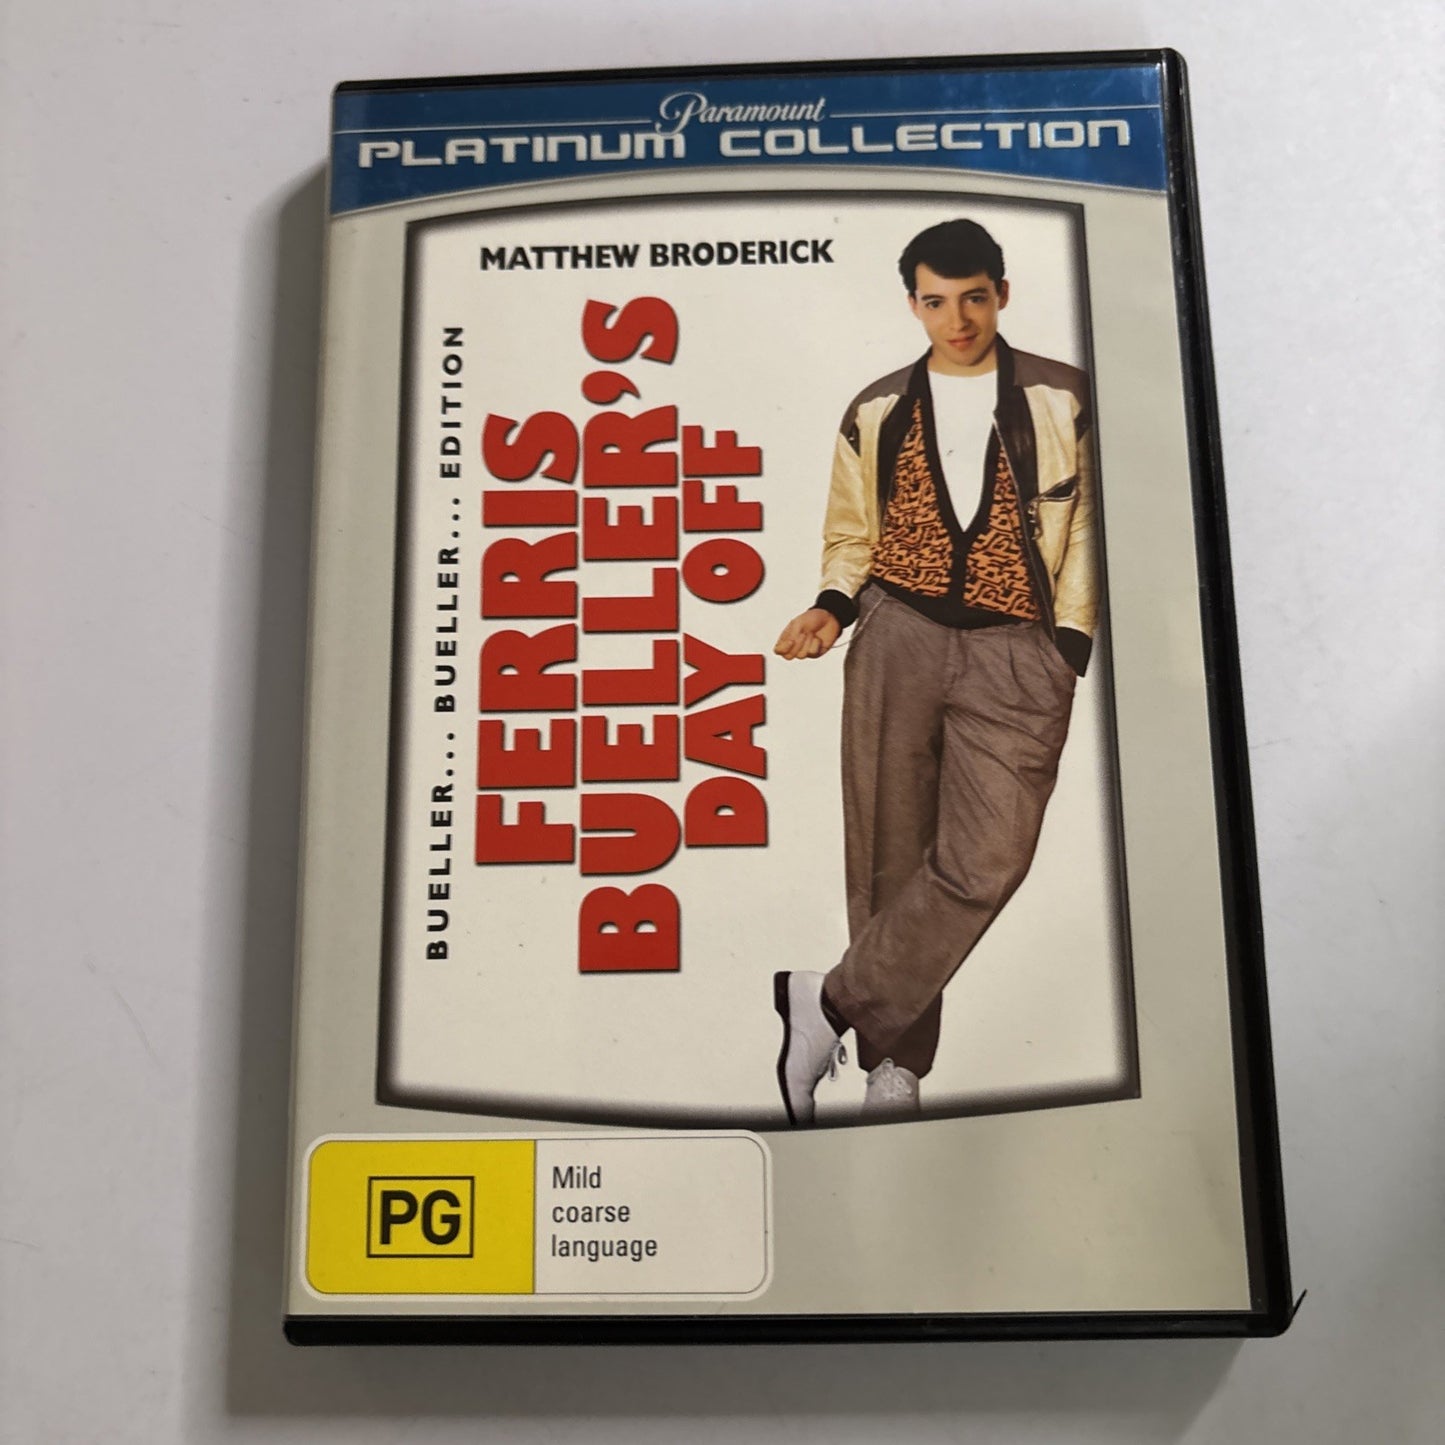 Paramount
PLATINUM COLLECTION
MATTHEW BRODERICK
BUELLER... BUELLER... EDITION
FERRIS
BUELLER'S
DAY OFF
PG
Mild
coarse
language